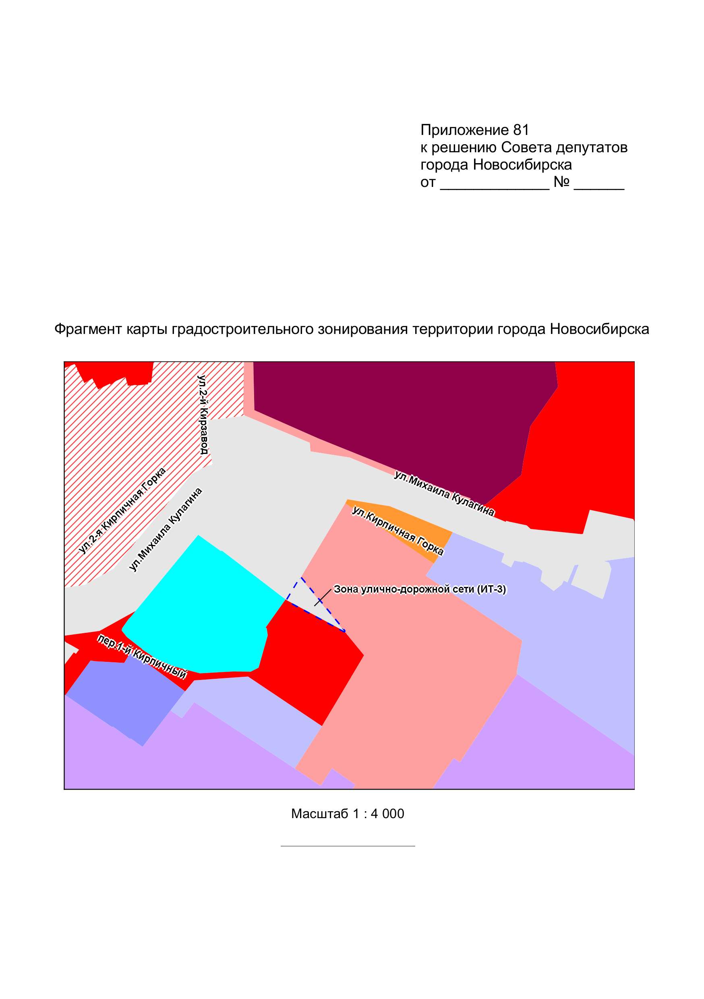 Приложение 81
к решению Совета депутатов
города Новосибирска
от _____________ № ______
Фрагмент карты градостроительного зонирования территории города Новосибирска
ул.2-й Кирзавод
ул.2-я Кирпичная Горка
ул.Михаила Кулагина
ул.Михаила Кулагина
ул.Кирпичная Горка
Зона улично-дорожной сети (ИТ-3)
пер.1-й Кирпичный
Масштаб 1 : 4 000